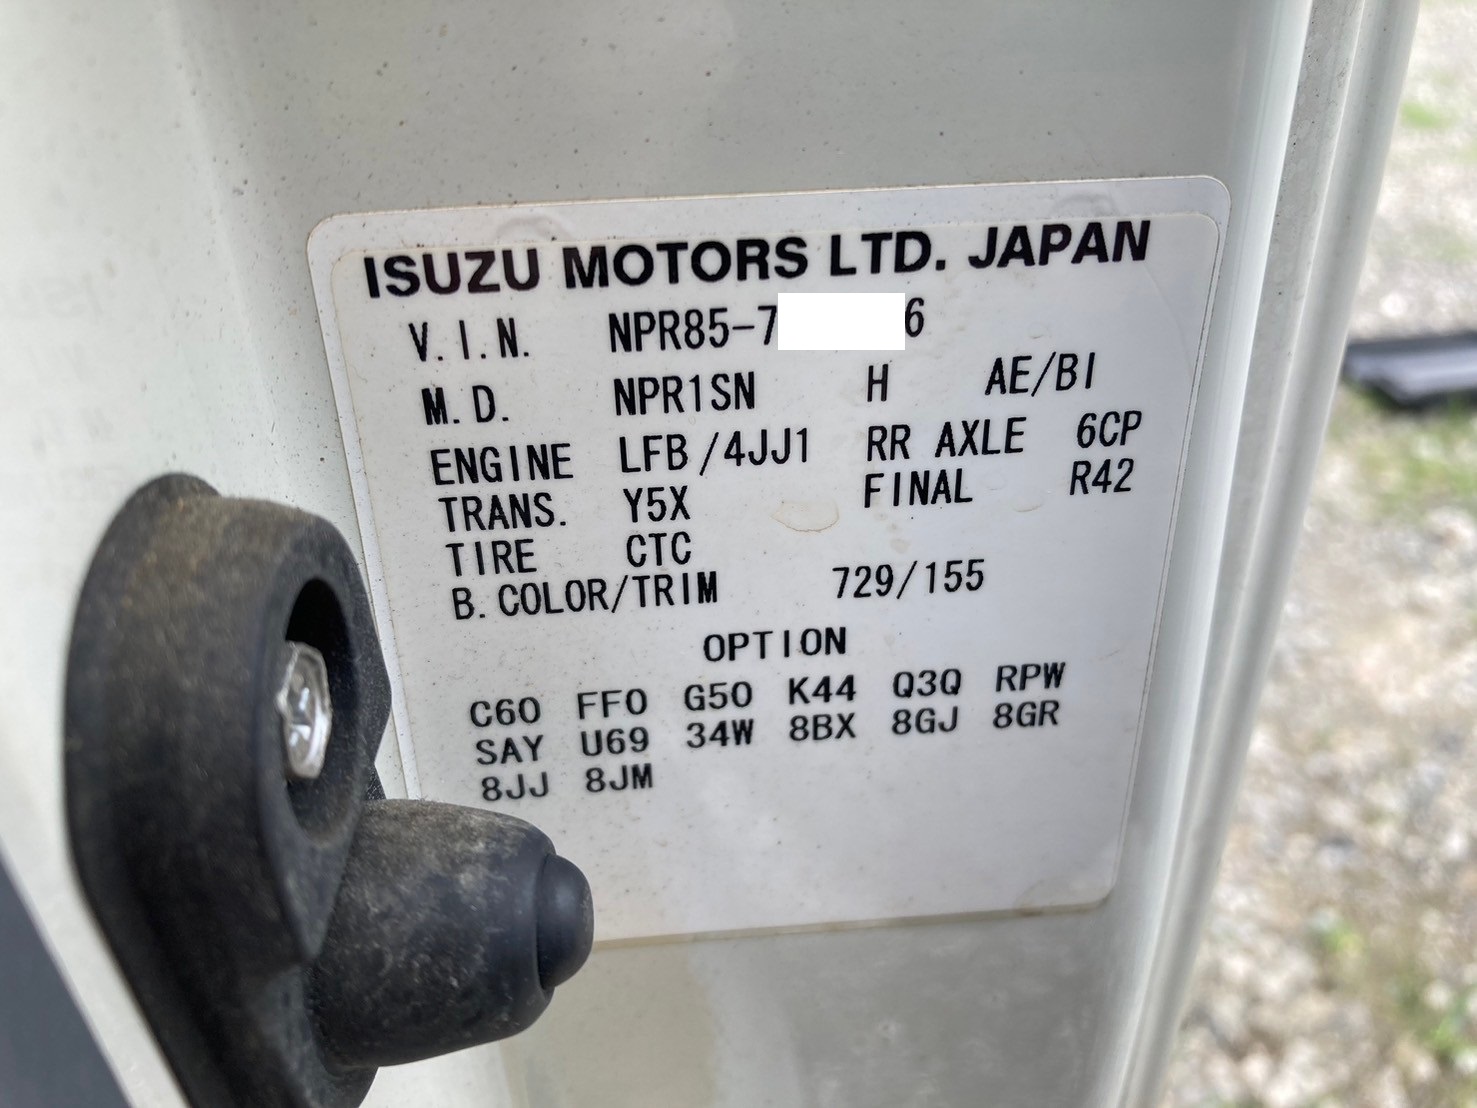 ISUZU MOTORS LTD. JAPAN
V.I.N. NPR85-7 6
M.D. NPR1SN H AE/BI
ENGINE LFB/4JJ1 RR AXLE 6CP
TRANS. Y5X FINAL R42
TIRE CTC
B.COLOR/TRIM 729/155
OPTION
C60 FF0 G50 K44 Q3Q RPW
SAY U69 34W 8BX 8GJ 8GR
8JJ 8JM